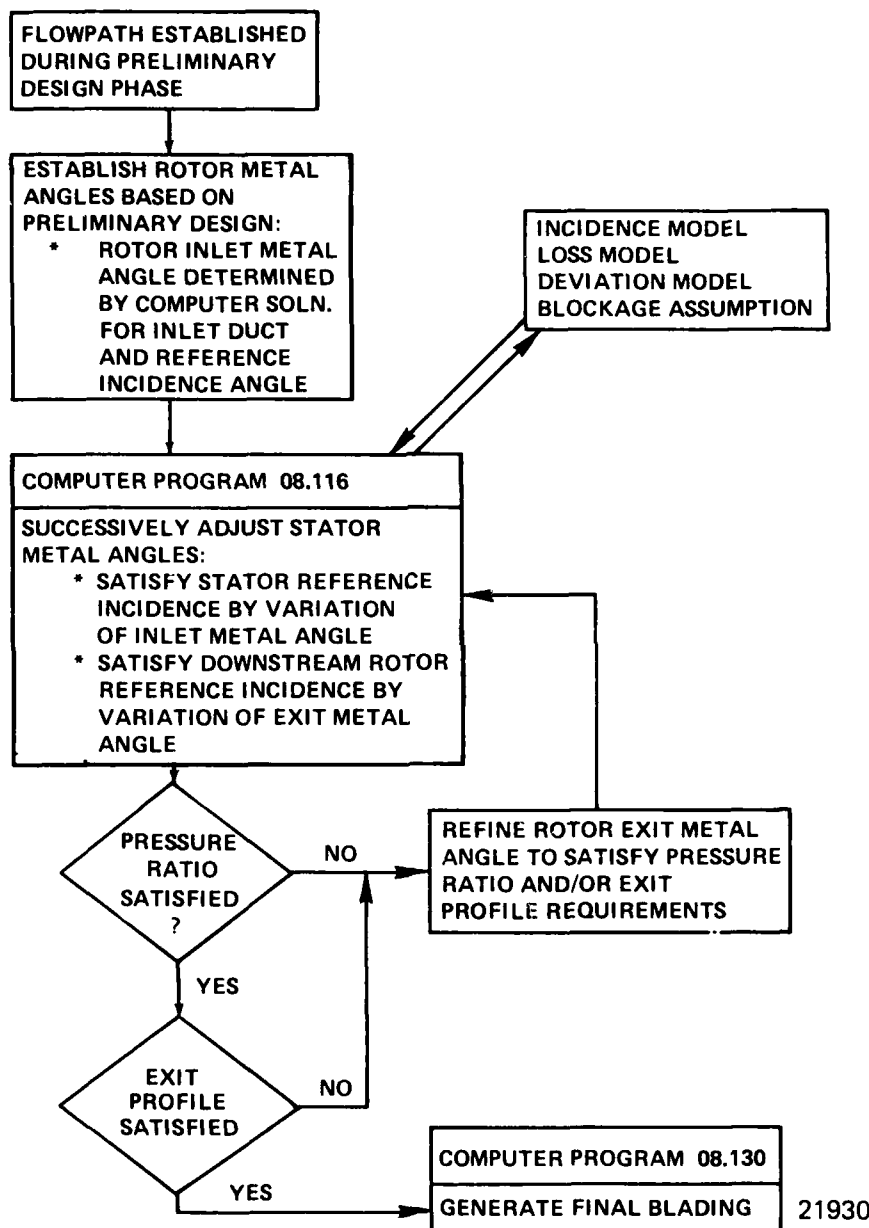 FLOWPATH ESTABLISHED
DURING PRELIMINARY
DESIGN PHASE
ESTABLISH ROTOR METAL
ANGLES BASED ON
PRELIMINARY DESIGN:
* ROTOR INLET METAL
ANGLE DETERMINED
BY COMPUTER SOLN.
FOR INLET DUCT
AND REFERENCE
INCIDENCE ANGLE
INCIDENCE MODEL
LOSS MODEL
DEVIATION MODEL
BLOCKAGE ASSUMPTION
COMPUTER PROGRAM 08.116
SUCCESSIVELY ADJUST STATOR
METAL ANGLES:
* SATISFY STATOR REFERENCE
INCIDENCE BY VARIATION
OF INLET METAL ANGLE
* SATISFY DOWNSTREAM ROTOR
REFERENCE INCIDENCE BY
VARIATION OF EXIT METAL
ANGLE
PRESSURE
RATIO
SATISFIED
?
NO
REFINE ROTOR EXIT METAL
ANGLE TO SATISFY PRESSURE
RATIO AND/OR EXIT
PROFILE REQUIREMENTS
YES
EXIT
PROFILE
SATISFIED
NO
YES
COMPUTER PROGRAM 08.130
GENERATE FINAL BLADING
21930